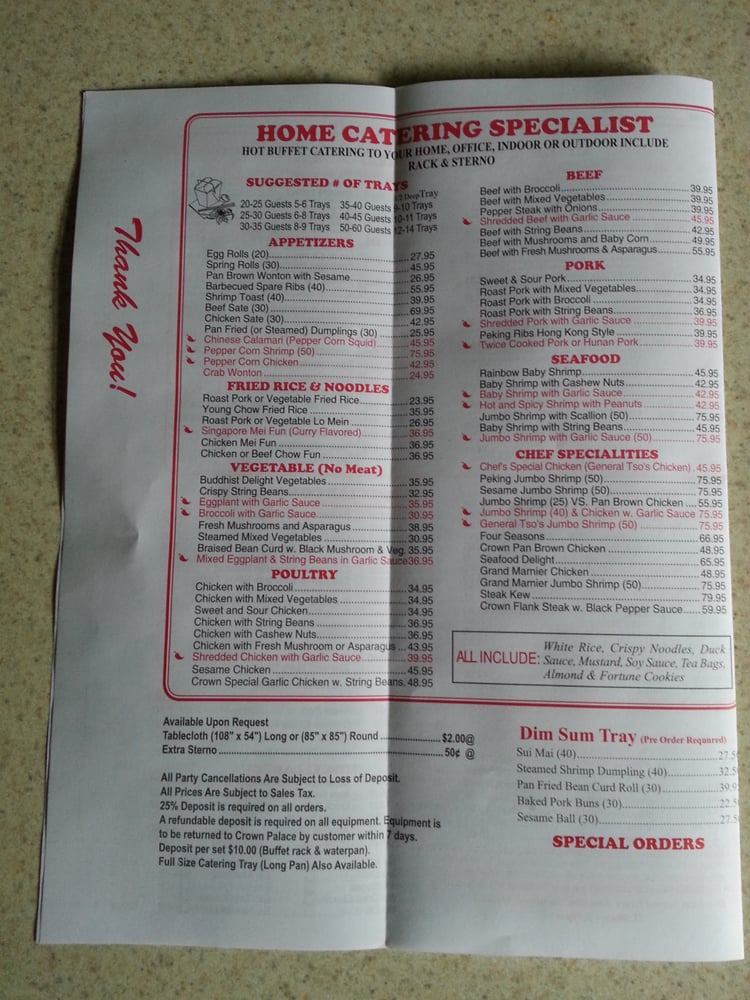 Thank You!
HOME CATERING SPECIALIST
HOT BUFFET CATERING TO YOUR HOME, OFFICE, INDOOR OR OUTDOOR INCLUDE
RACK & STERNO
SUGGESTED # OF TRAYS
1/2 Deep Tray
20-25 Guests 5-6 Trays 35-40 Guests 9-10 Trays
25-30 Guests 6-8 Trays 40-45 Guests 10-11 Trays
30-35 Guests 8-9 Trays 50-60 Guests 12-14 Trays
APPETIZERS
Egg Rolls (20) 27.95
Spring Rolls (30) 45.95
Pan Brown Wonton with Sesame 26.95
Barbecued Spare Ribs (40) 55.95
Shrimp Toast (40) 39.95
Beef Sate (30) 69.95
Chicken Sate (30) 42.95
Pan Fried (or Steamed) Dumplings (30) 25.95
Chinese Calamari (Pepper Corn Squid) 45.95
Pepper Corn Shrimp (50) 75.95
Pepper Corn Chicken 42.95
Crab Wonton 24.95
FRIED RICE & NOODLES
Roast Pork or Vegetable Fried Rice 23.95
Young Chow Fried Rice 35.95
Roast Pork or Vegetable Lo Mein 26.95
Singapore Mei Fun (Curry Flavored) 36.95
Chicken Mei Fun 36.95
Chicken or Beef Chow Fun 36.95
VEGETABLE (No Meat)
Buddhist Delight Vegetables 35.95
Crispy String Beans 32.95
Eggplant with Garlic Sauce 35.95
Broccoli with Garlic Sauce 30.95
Fresh Mushrooms and Asparagus 38.95
Steamed Mixed Vegetables 30.95
Braised Bean Curd w. Black Mushroom & Veg. 35.95
Mixed Eggplant & String Beans in Garlic Sauce 36.95
POULTRY
Chicken with Broccoli 34.95
Chicken with Mixed Vegetables 34.95
Sweet and Sour Chicken 34.95
Chicken with String Beans 36.95
Chicken with Cashew Nuts 36.95
Chicken with Fresh Mushroom or Asparagus 43.95
Shredded Chicken with Garlic Sauce 39.95
Sesame Chicken 45.95
Crown Special Garlic Chicken w. String Beans 48.95
BEEF
Beef with Broccoli 39.95
Beef with Mixed Vegetables 39.95
Pepper Steak with Onions 39.95
Shredded Beef with Garlic Sauce 45.95
Beef with String Beans 42.95
Beef with Mushrooms and Baby Corn 49.95
Beef with Fresh Mushrooms & Asparagus 55.95
PORK
Sweet & Sour Pork 34.95
Roast Pork with Mixed Vegetables 34.95
Roast Pork with Broccoli 34.95
Roast Pork with String Beans 36.95
Shredded Pork with Garlic Sauce 39.95
Peking Ribs Hong Kong Style 39.95
Twice Cooked Pork or Hunan Pork 39.95
SEAFOOD
Rainbow Baby Shrimp 45.95
Baby Shrimp with Cashew Nuts 42.95
Baby Shrimp with Garlic Sauce 42.95
Hot and Spicy Shrimp with Peanuts 42.95
Jumbo Shrimp with Scallion (50) 75.95
Baby Shrimp with String Beans 45.95
Jumbo Shrimp with Garlic Sauce (50) 75.95
CHEF SPECIALITIES
Chef's Special Chicken (General Tso's Chicken) 45.95
Peking Jumbo Shrimp (50) 75.95
Sesame Jumbo Shrimp (50) 75.95
Jumbo Shrimp (25) VS. Pan Brown Chicken 55.95
Jumbo Shrimp (40) & Chicken w. Garlic Sauce 75.95
General Tso's Jumbo Shrimp (50) 75.95
Four Seasons 66.95
Crown Pan Brown Chicken 48.95
Seafood Delight 65.95
Grand Marnier Chicken 48.95
Grand Marnier Jumbo Shrimp (50) 75.95
Steak Kew 79.95
Crown Flank Steak w. Black Pepper Sauce 59.95
ALL INCLUDE: White Rice, Crispy Noodles, Duck
Sauce, Mustard, Soy Sauce, Tea Bags,
Almond & Fortune Cookies
Available Upon Request
Tablecloth (108" x 54") Long or (85" x 85") Round $2.00@
Extra Sterno 50¢ @
All Party Cancellations Are Subject to Loss of Deposit.
All Prices Are Subject to Sales Tax.
25% Deposit is required on all orders.
A refundable deposit is required on all equipment. Equipment is
to be returned to Crown Palace by customer within 7 days.
Deposit per set $10.00 (Buffet rack & waterpan).
Full Size Catering Tray (Long Pan) Also Available.
Dim Sum Tray (Pre Order Requnred)
Sui Mai (40) 27.5
Steamed Shrimp Dumpling (40) 32.5
Pan Fried Bean Curd Roll (30) 39.9
Baked Pork Buns (30) 22.5
Sesame Ball (30) 27.5
SPECIAL ORDERS